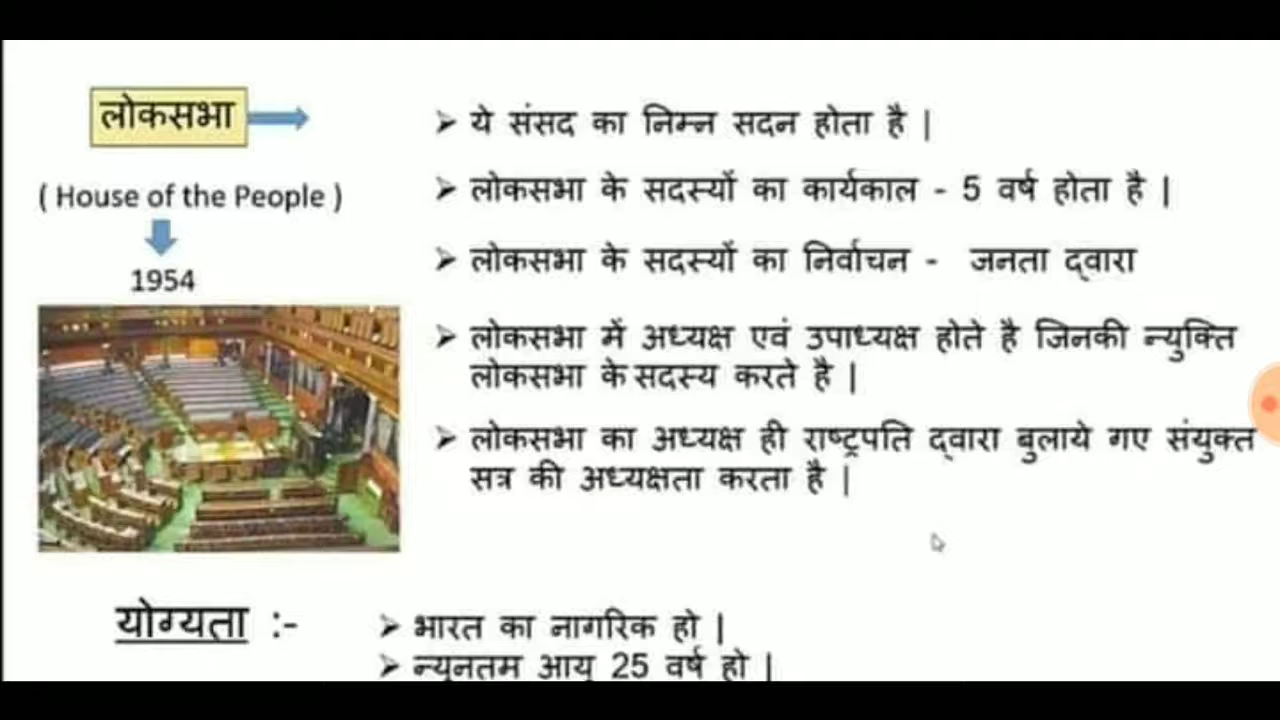 लोकसभा
( House of the People )
1954
➢ ये संसद का निम्न सदन होता है |
➢ लोकसभा के सदस्यों का कार्यकाल - 5 वर्ष होता है |
➢ लोकसभा के सदस्यों का निर्वाचन - जनता द्वारा
➢ लोकसभा में अध्यक्ष एवं उपाध्यक्ष होते है जिनकी न्युक्ति
लोकसभा के सदस्य करते है |
➢ लोकसभा का अध्यक्ष ही राष्ट्रपति द्वारा बुलाये गए संयुक्त
सत्र की अध्यक्षता करता है |
योग्यता :-
➢ भारत का नागरिक हो |
➢ न्यूनतम आयु 25 वर्ष हो |